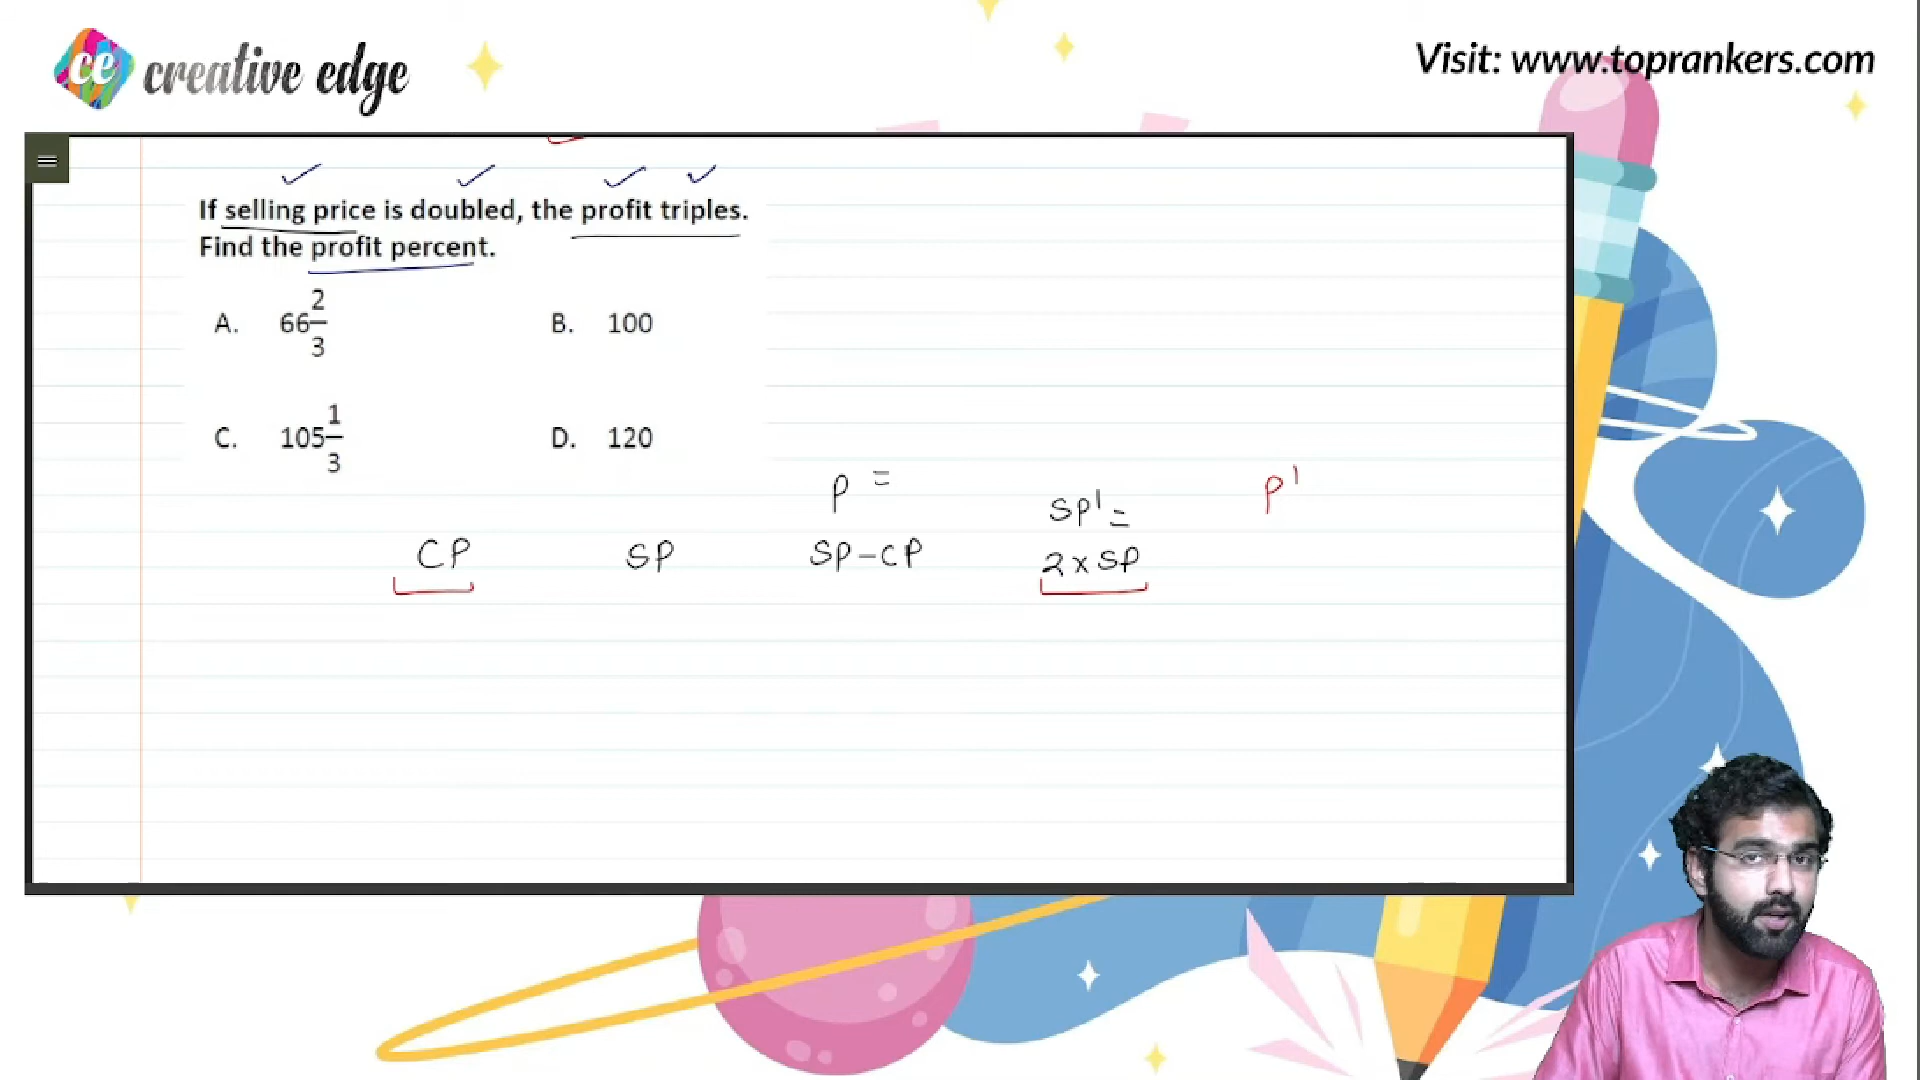 ce creative edge
Visit: www.toprankers.com
If selling price is doubled, the profit triples.
Find the profit percent.
A. 66 2/3
B. 100
C. 105 1/3
D. 120
P =
SP' =
P'
CP
SP
SP-CP
2 x SP